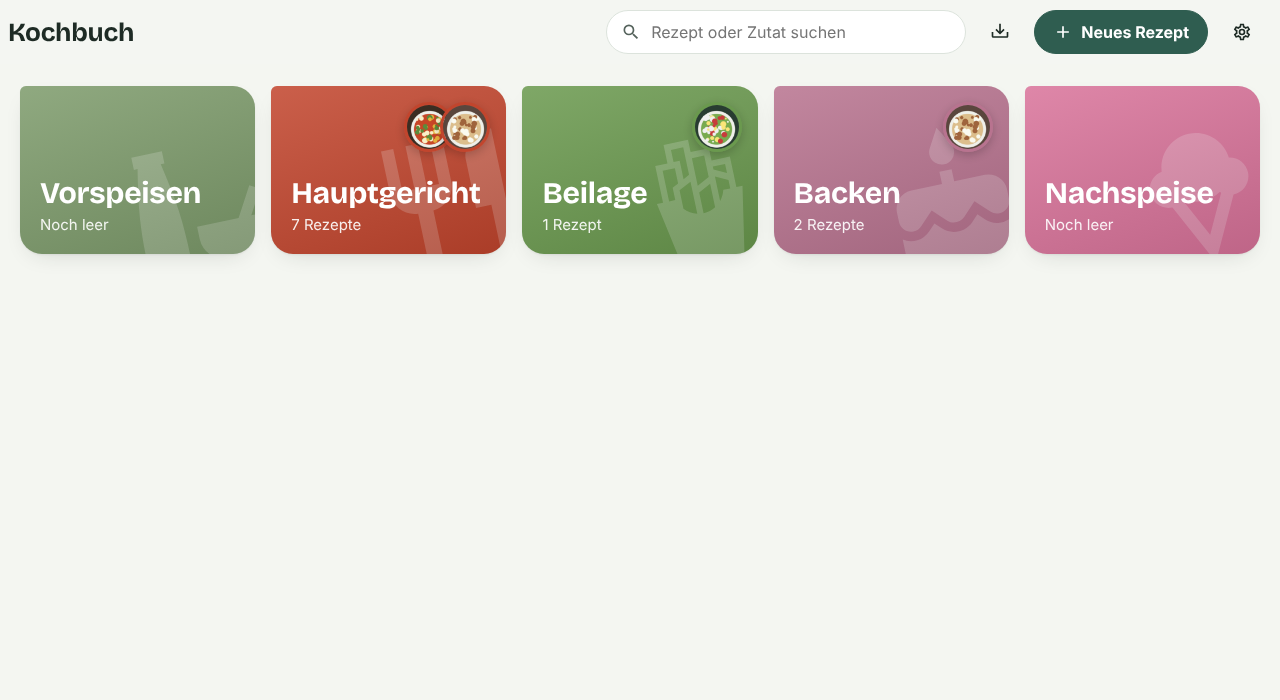 Kochbuch
Rezept oder Zutat suchen
Neues Rezept
Vorspeisen
Noch leer
Hauptgericht
7 Rezepte
Beilage
1 Rezept
Backen
2 Rezepte
Nachspeise
Noch leer